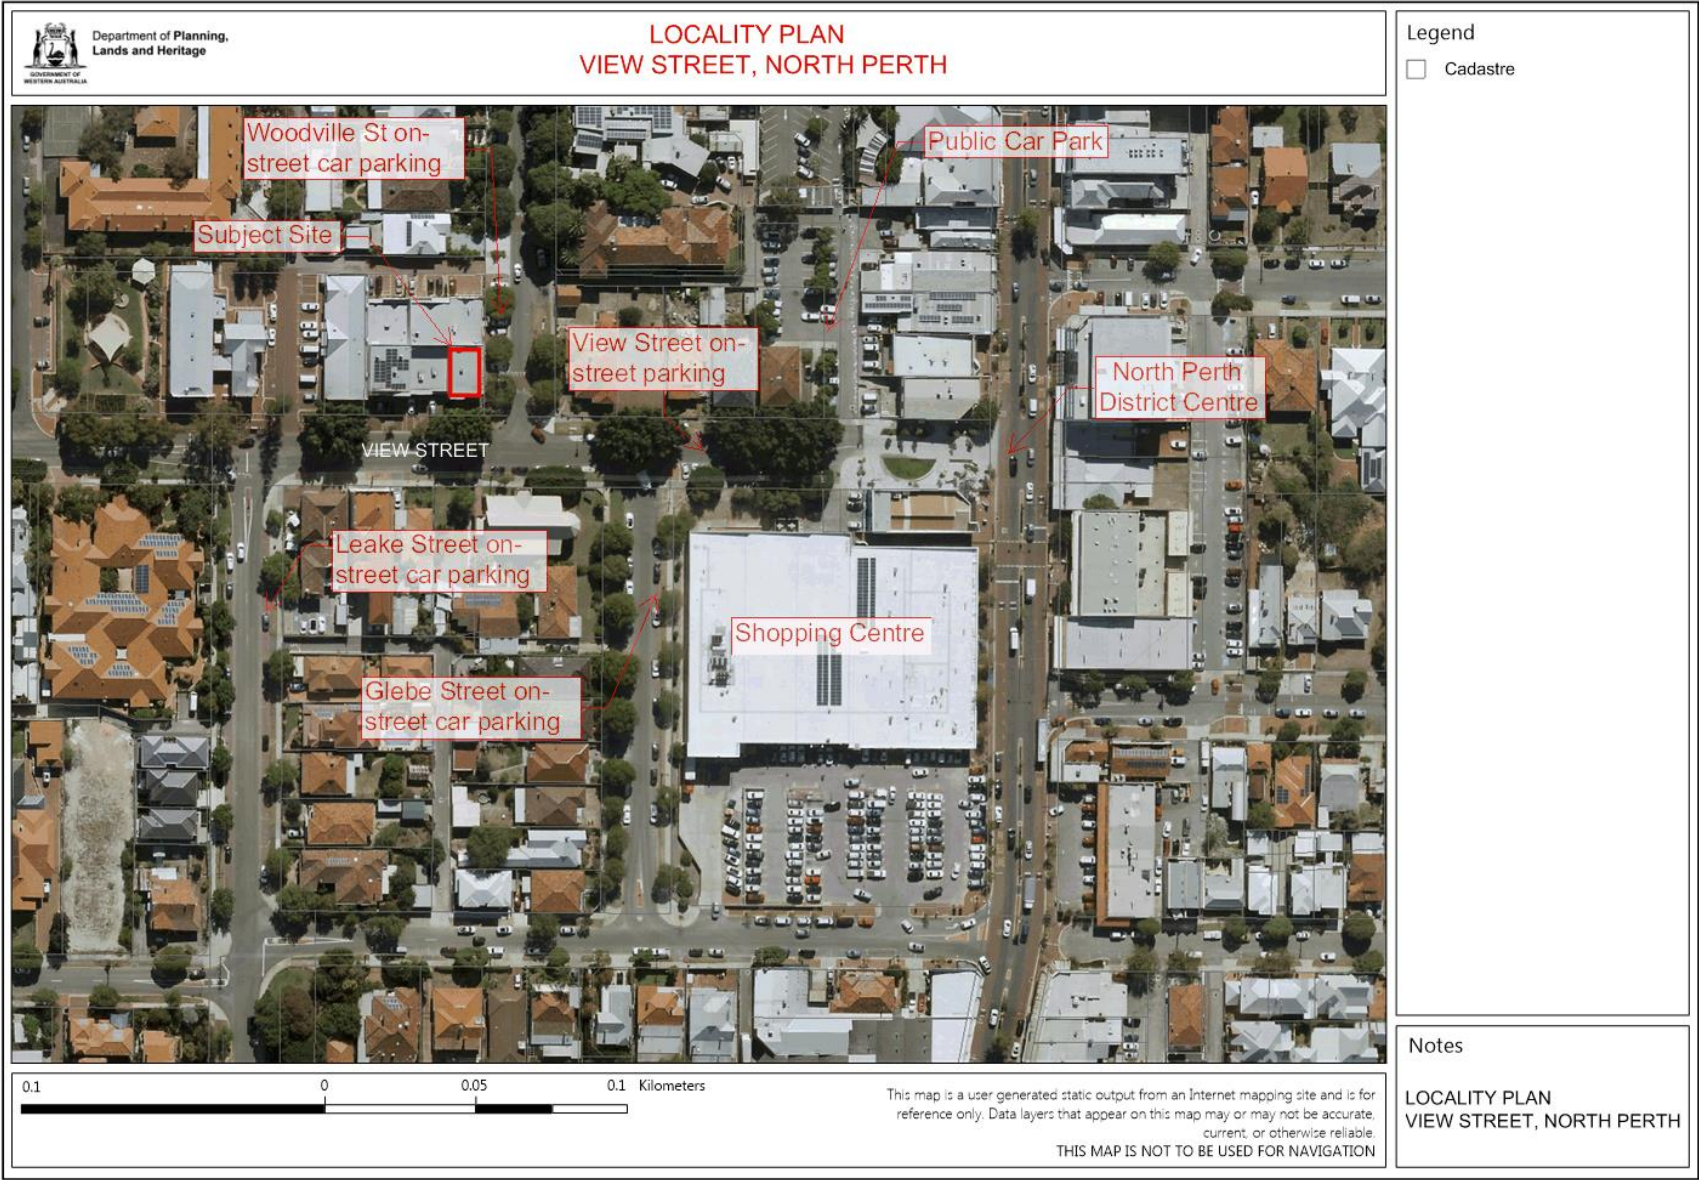 Department of Planning,
Lands and Heritage
GOVERNMENT OF
WESTERN AUSTRALIA
LOCALITY PLAN
VIEW STREET, NORTH PERTH
Legend
Cadastre
Woodville St on-
street car parking
Public Car Park
Subject Site
View Street on-
street parking
North Perth
District Centre
VIEW STREET
Leake Street on-
street car parking
Shopping Centre
Glebe Street on-
street car parking
0.1 0 0.05 0.1 Kilometers
This map is a user generated static output from an Internet mapping site and is for
reference only. Data layers that appear on this map may or may not be accurate,
current, or otherwise reliable.
THIS MAP IS NOT TO BE USED FOR NAVIGATION
Notes
LOCALITY PLAN
VIEW STREET, NORTH PERTH